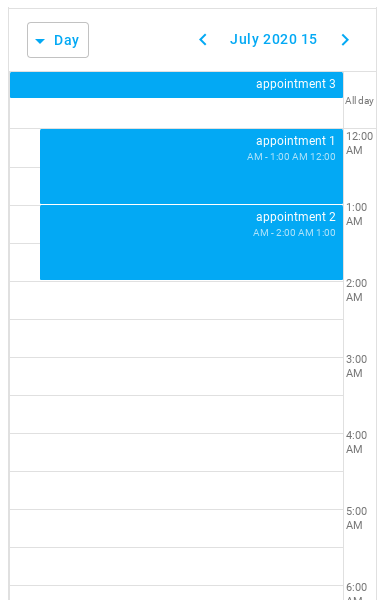 Day
July 2020 15
appointment 3
All day
appointment 1
AM - 1:00 AM 12:00
12:00
AM
appointment 2
AM - 2:00 AM 1:00
1:00
AM
2:00
AM
3:00
AM
4:00
AM
5:00
AM
6:00
AM